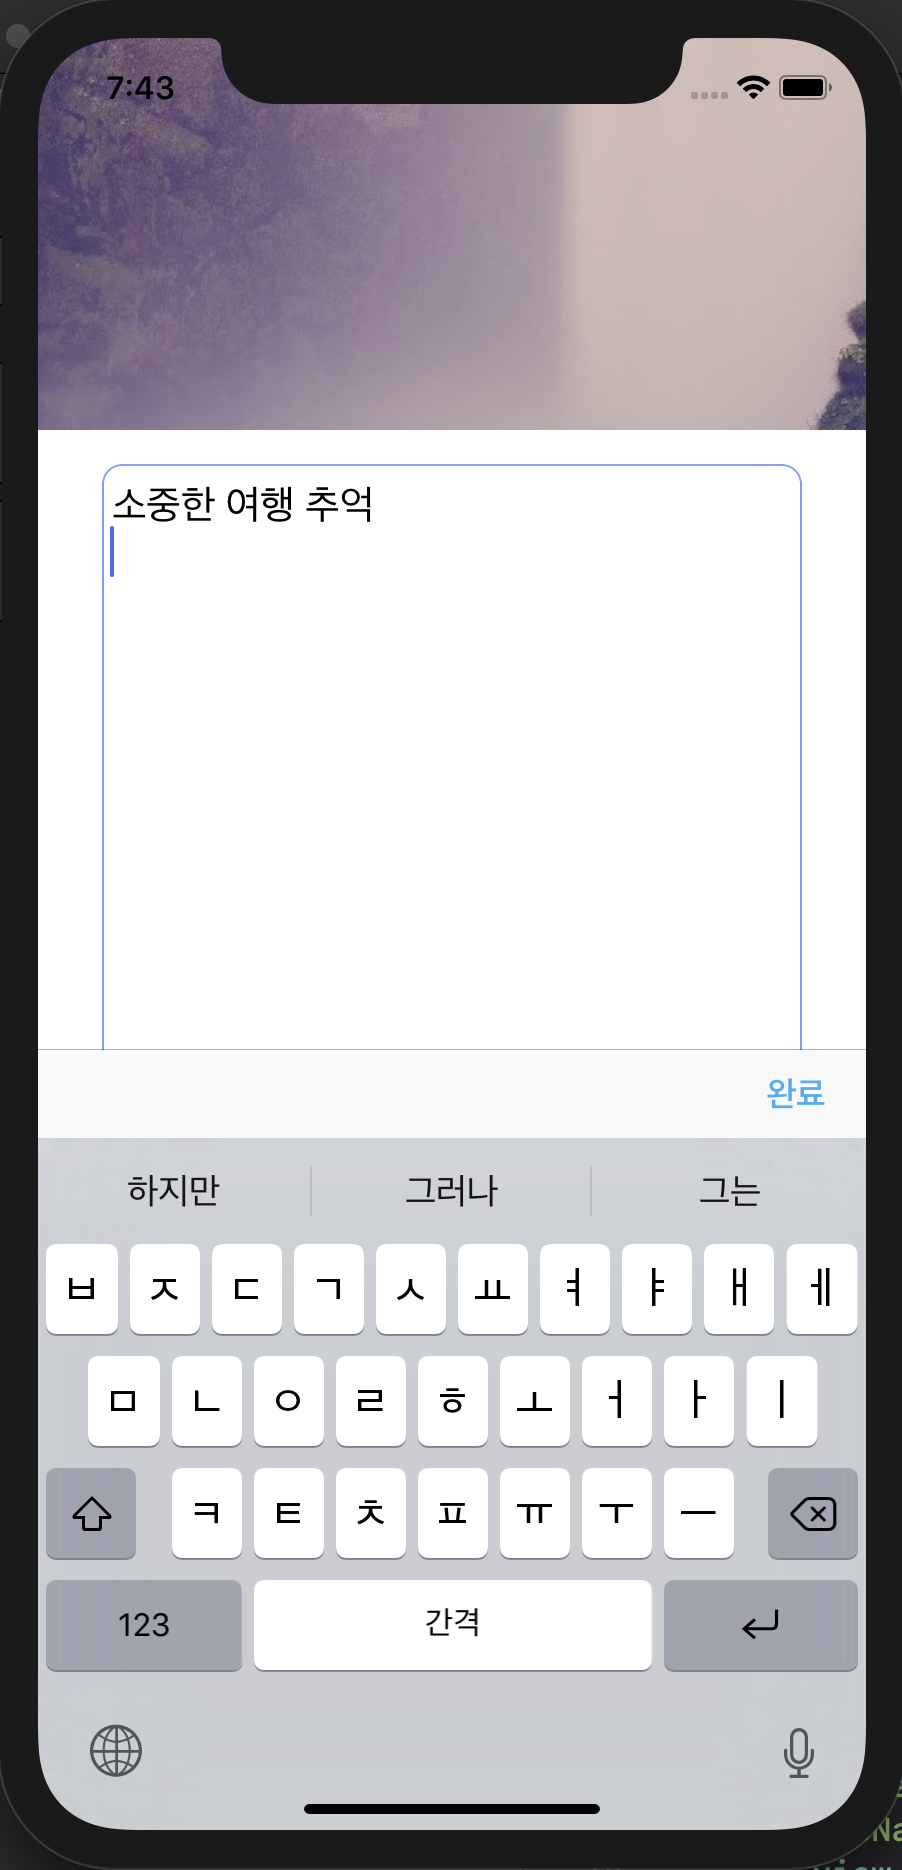 7:43
소중한 여행 추억
완료
하지만 그러나 그는
ㅂ ㅈ ㄷ ㄱ ㅅ ㅛ ㅕ ㅑ ㅐ ㅔ
ㅁ ㄴ ㅇ ㄹ ㅎ ㅗ ㅓ ㅏ ㅣ
ㅋ ㅌ ㅊ ㅍ ㅠ ㅜ ㅡ
123 간격